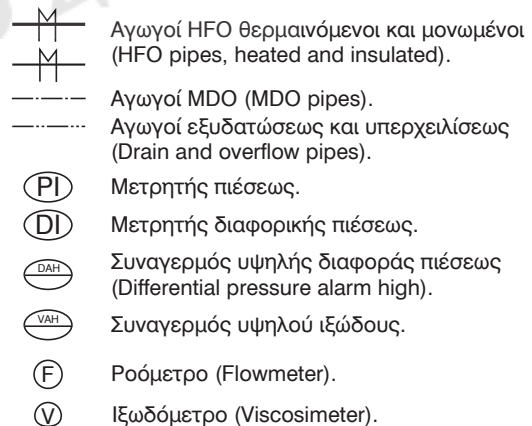 Αγωγοί HFO θερμαινόμενοι και μονωμένοι
(HFO pipes, heated and insulated).
Αγωγοί MDO (MDO pipes).
Αγωγοί εξυδατώσεως και υπερχειλίσεως
(Drain and overflow pipes).
PI Μετρητής πιέσεως.
DI Μετρητής διαφορικής πιέσεως.
DAH Συναγερμός υψηλής διαφοράς πιέσεως
(Differential pressure alarm high).
VAH Συναγερμός υψηλού ιξώδους.
F Ροόμετρο (Flowmeter).
V Ιξωδόμετρο (Viscosimeter).